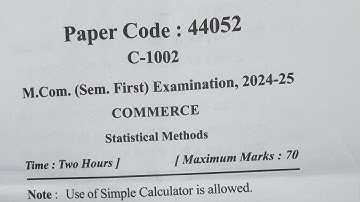 Paper Code : 44052
C-1002
M.Com. (Sem. First) Examination, 2024-25
COMMERCE
Statistical Methods
Time : Two Hours ] [ Maximum Marks : 70
Note : Use of Simple Calculator is allowed.